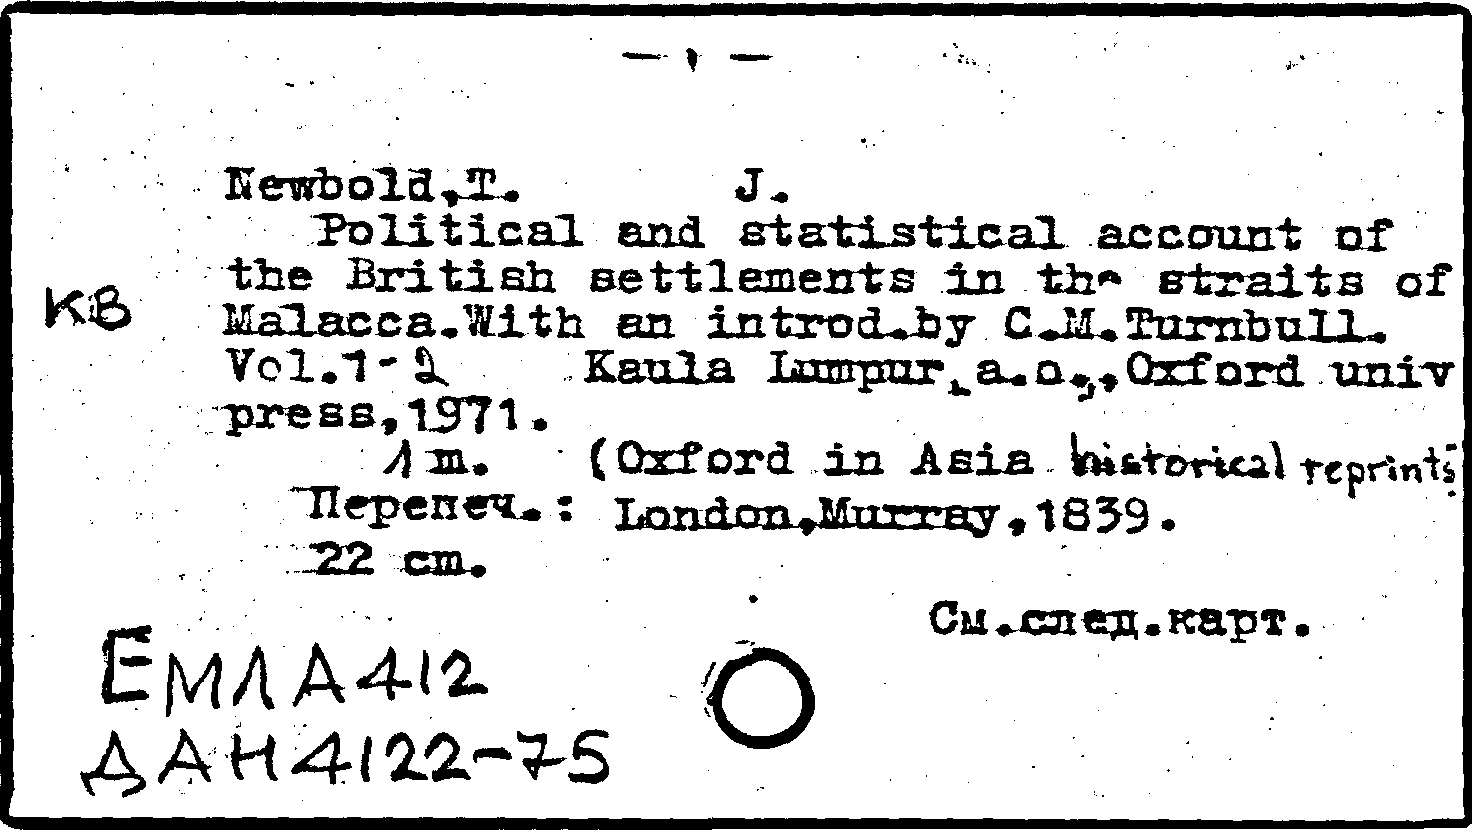 - , -
Newbold,T. J.
Political and statistical account of
the British settlements in the straits of
КВ
Malacca.With an introd.by C.M.Turnbull.
Vol.1-2 Kaula Lumpur, a.o.,,Oxford univ
press,1971.
1 m. (Oxford in Asia historical reprints
Перепеч.: London,Murray,1839.
22 cm.
См.след.карт.
ЕМЛА412
ДАН4122-75